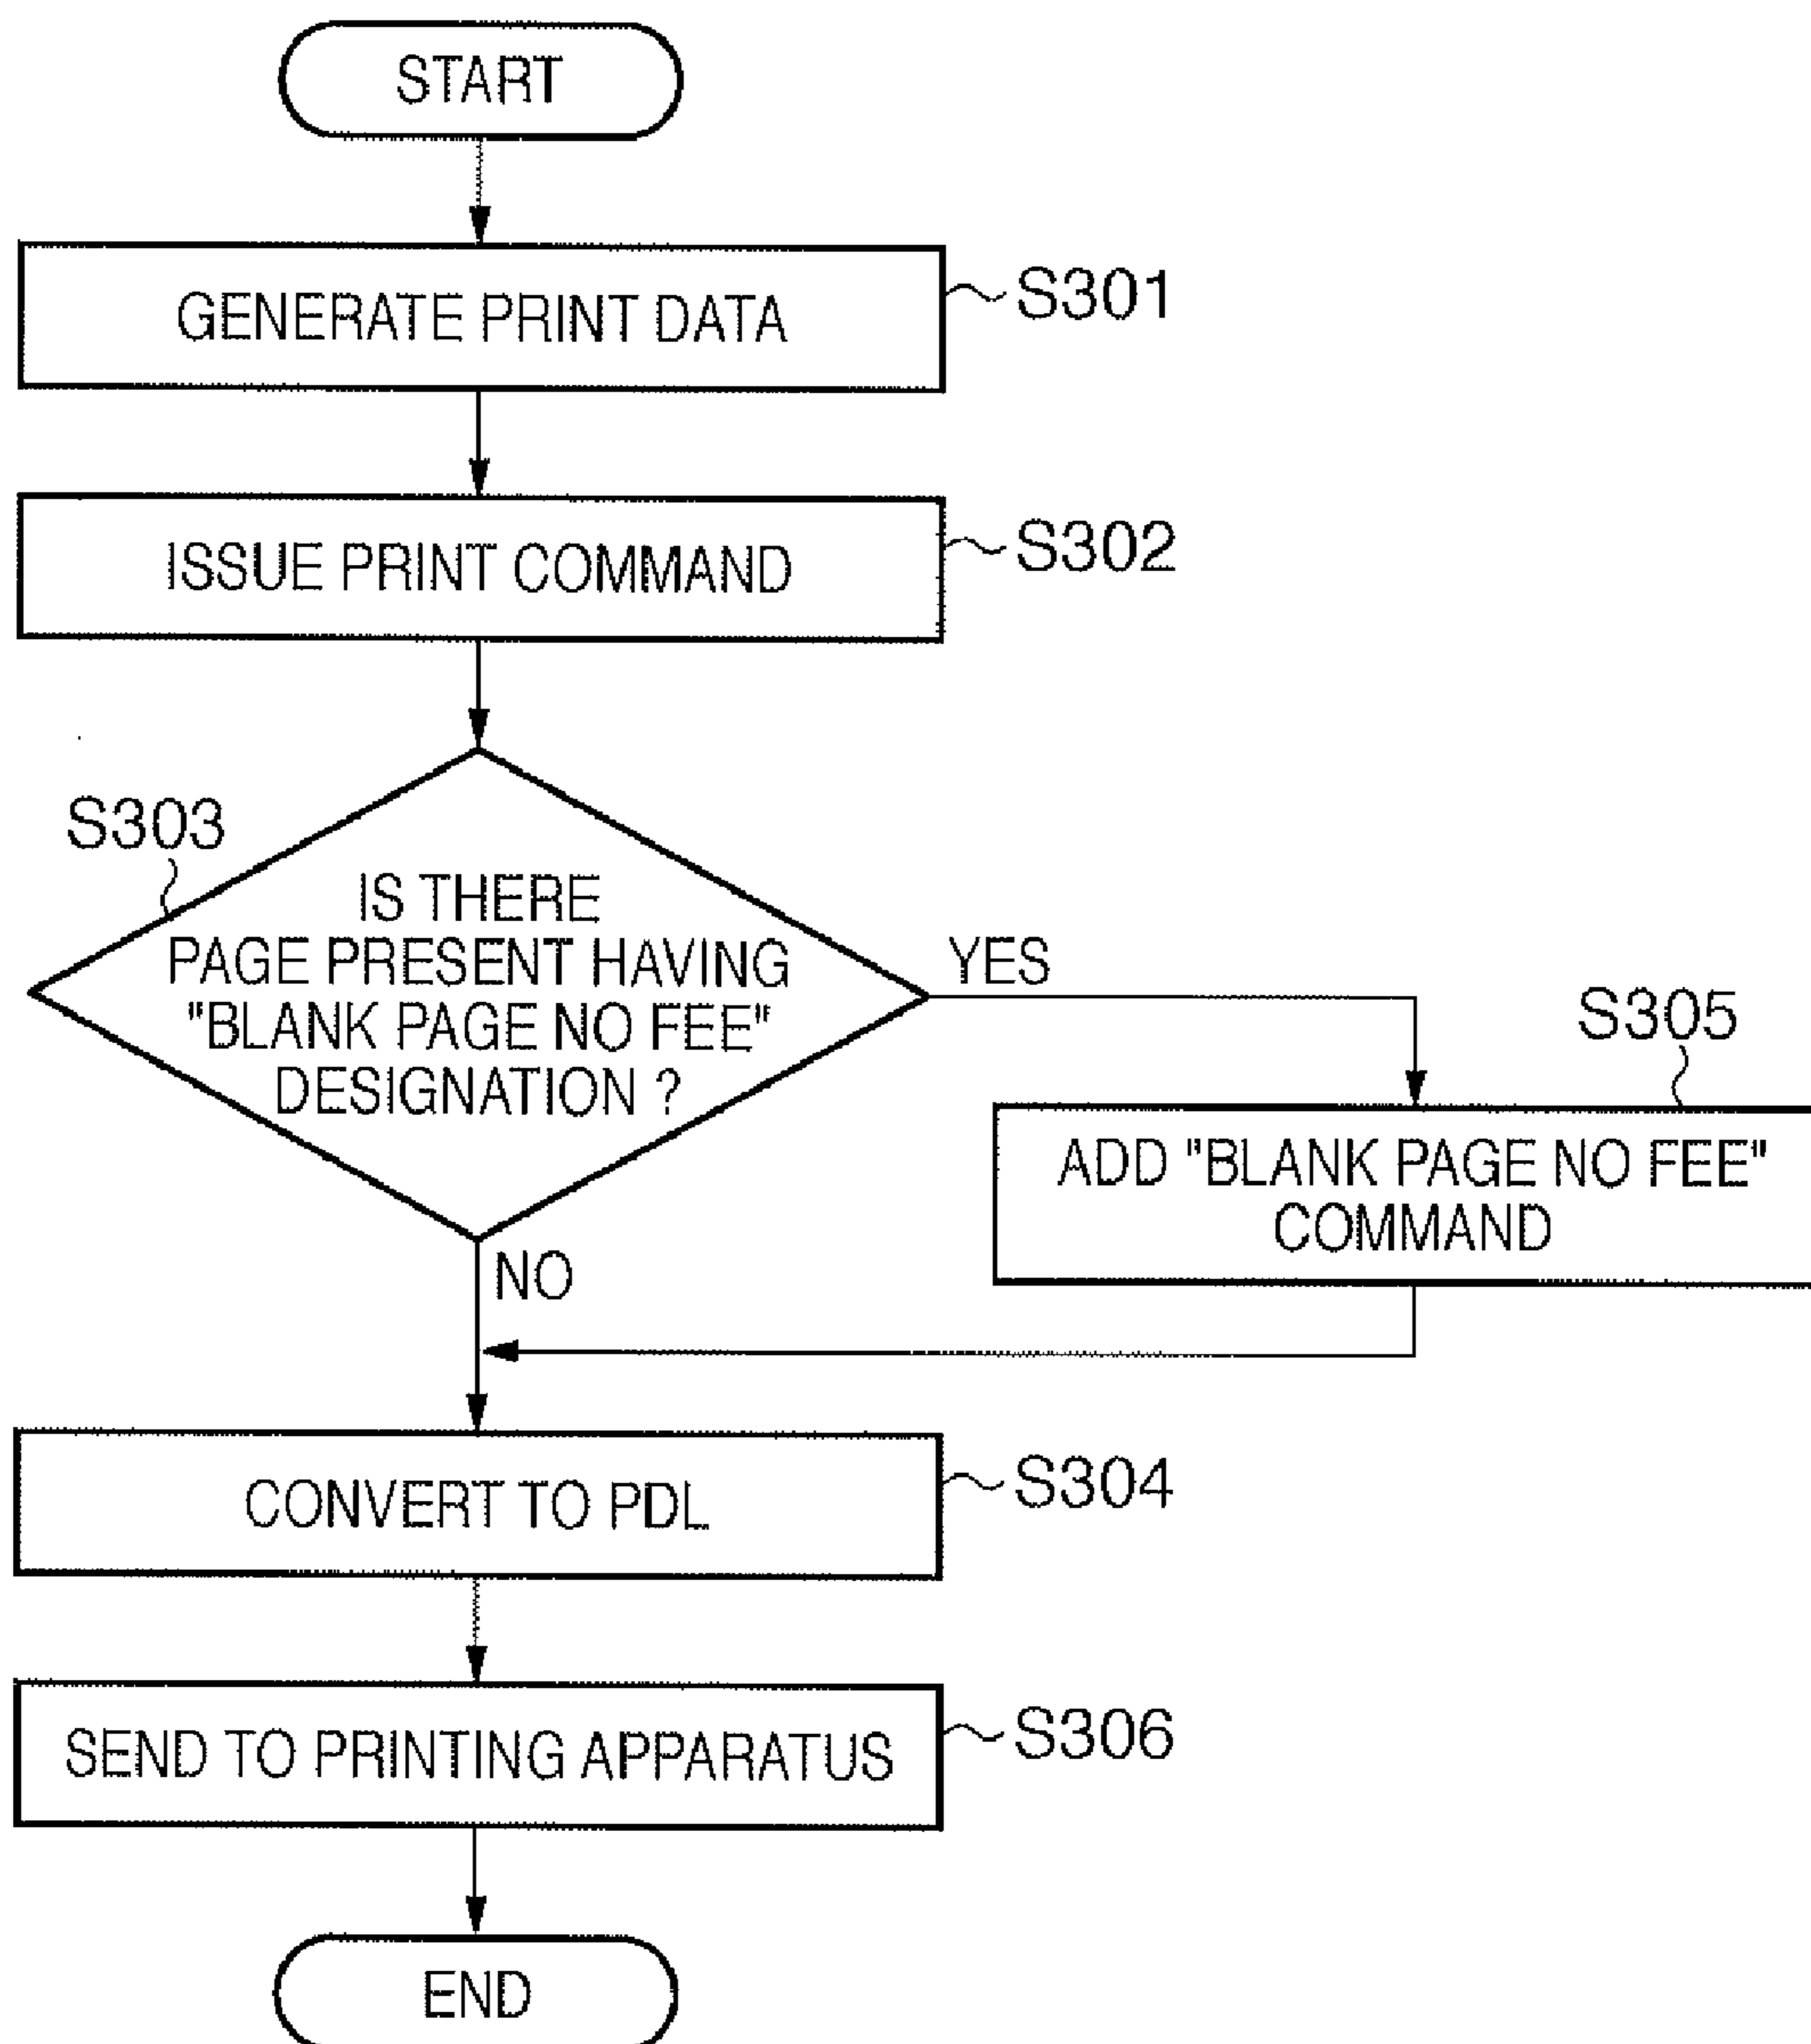 START
GENERATE PRINT DATA
S301
ISSUE PRINT COMMAND
S302
S303
IS THERE
PAGE PRESENT HAVING
"BLANK PAGE NO FEE"
DESIGNATION ?
YES
NO
S305
ADD "BLANK PAGE NO FEE"
COMMAND
CONVERT TO PDL
S304
SEND TO PRINTING APPARATUS
S306
END